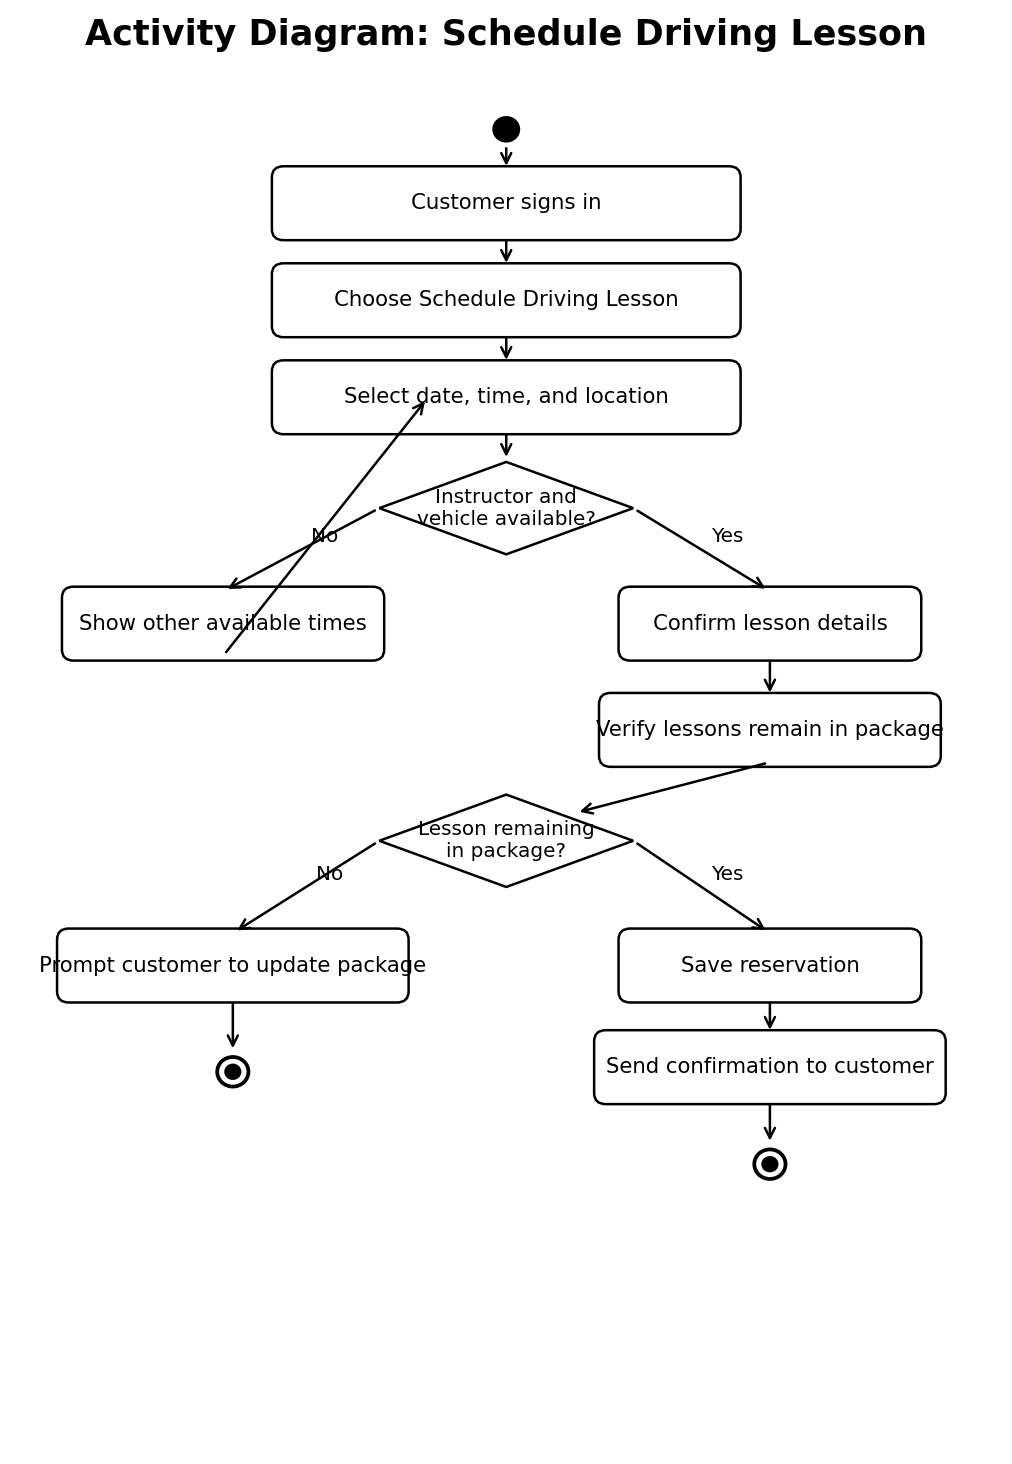 Activity Diagram: Schedule Driving Lesson
Customer signs in
Choose Schedule Driving Lesson
Select date, time, and location
Instructor and
vehicle available?
No
Yes
Show other available times
Confirm lesson details
Verify lessons remain in package
Lesson remaining
in package?
No
Yes
Prompt customer to update package
Save reservation
Send confirmation to customer